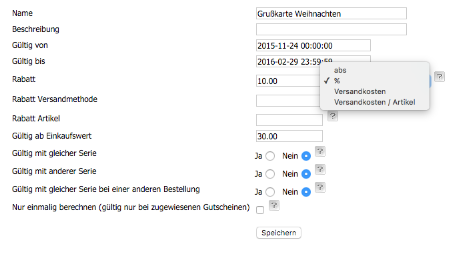 Name Grußkarte Weihnachten
Beschreibung
Gültig von 2015-11-24 00:00:00
Gültig bis 2016-02-29 23:59:59
abs
Rabatt 10.00 ✓ % ?
Versandkosten
Rabatt Versandmethode Versandkosten / Artikel
Rabatt Artikel ?
Gültig ab Einkaufswert 30.00
Gültig mit gleicher Serie Ja Nein ?
Gültig mit anderer Serie Ja Nein ?
Gültig mit gleicher Serie bei einer anderen Bestellung Ja Nein ?
Nur einmalig berechnen (gültig nur bei zugewiesenen Gutscheinen) ?
Speichern